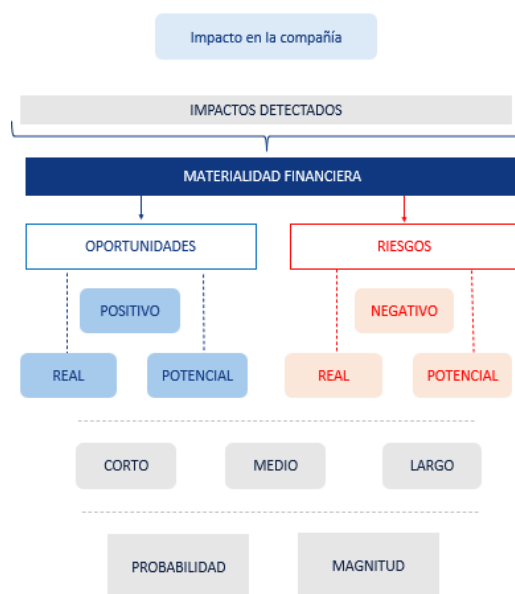 Impacto en la compañía
IMPACTOS DETECTADOS
MATERIALIDAD FINANCIERA
OPORTUNIDADES
RIESGOS
POSITIVO
NEGATIVO
REAL
POTENCIAL
REAL
POTENCIAL
CORTO
MEDIO
LARGO
PROBABILIDAD
MAGNITUD